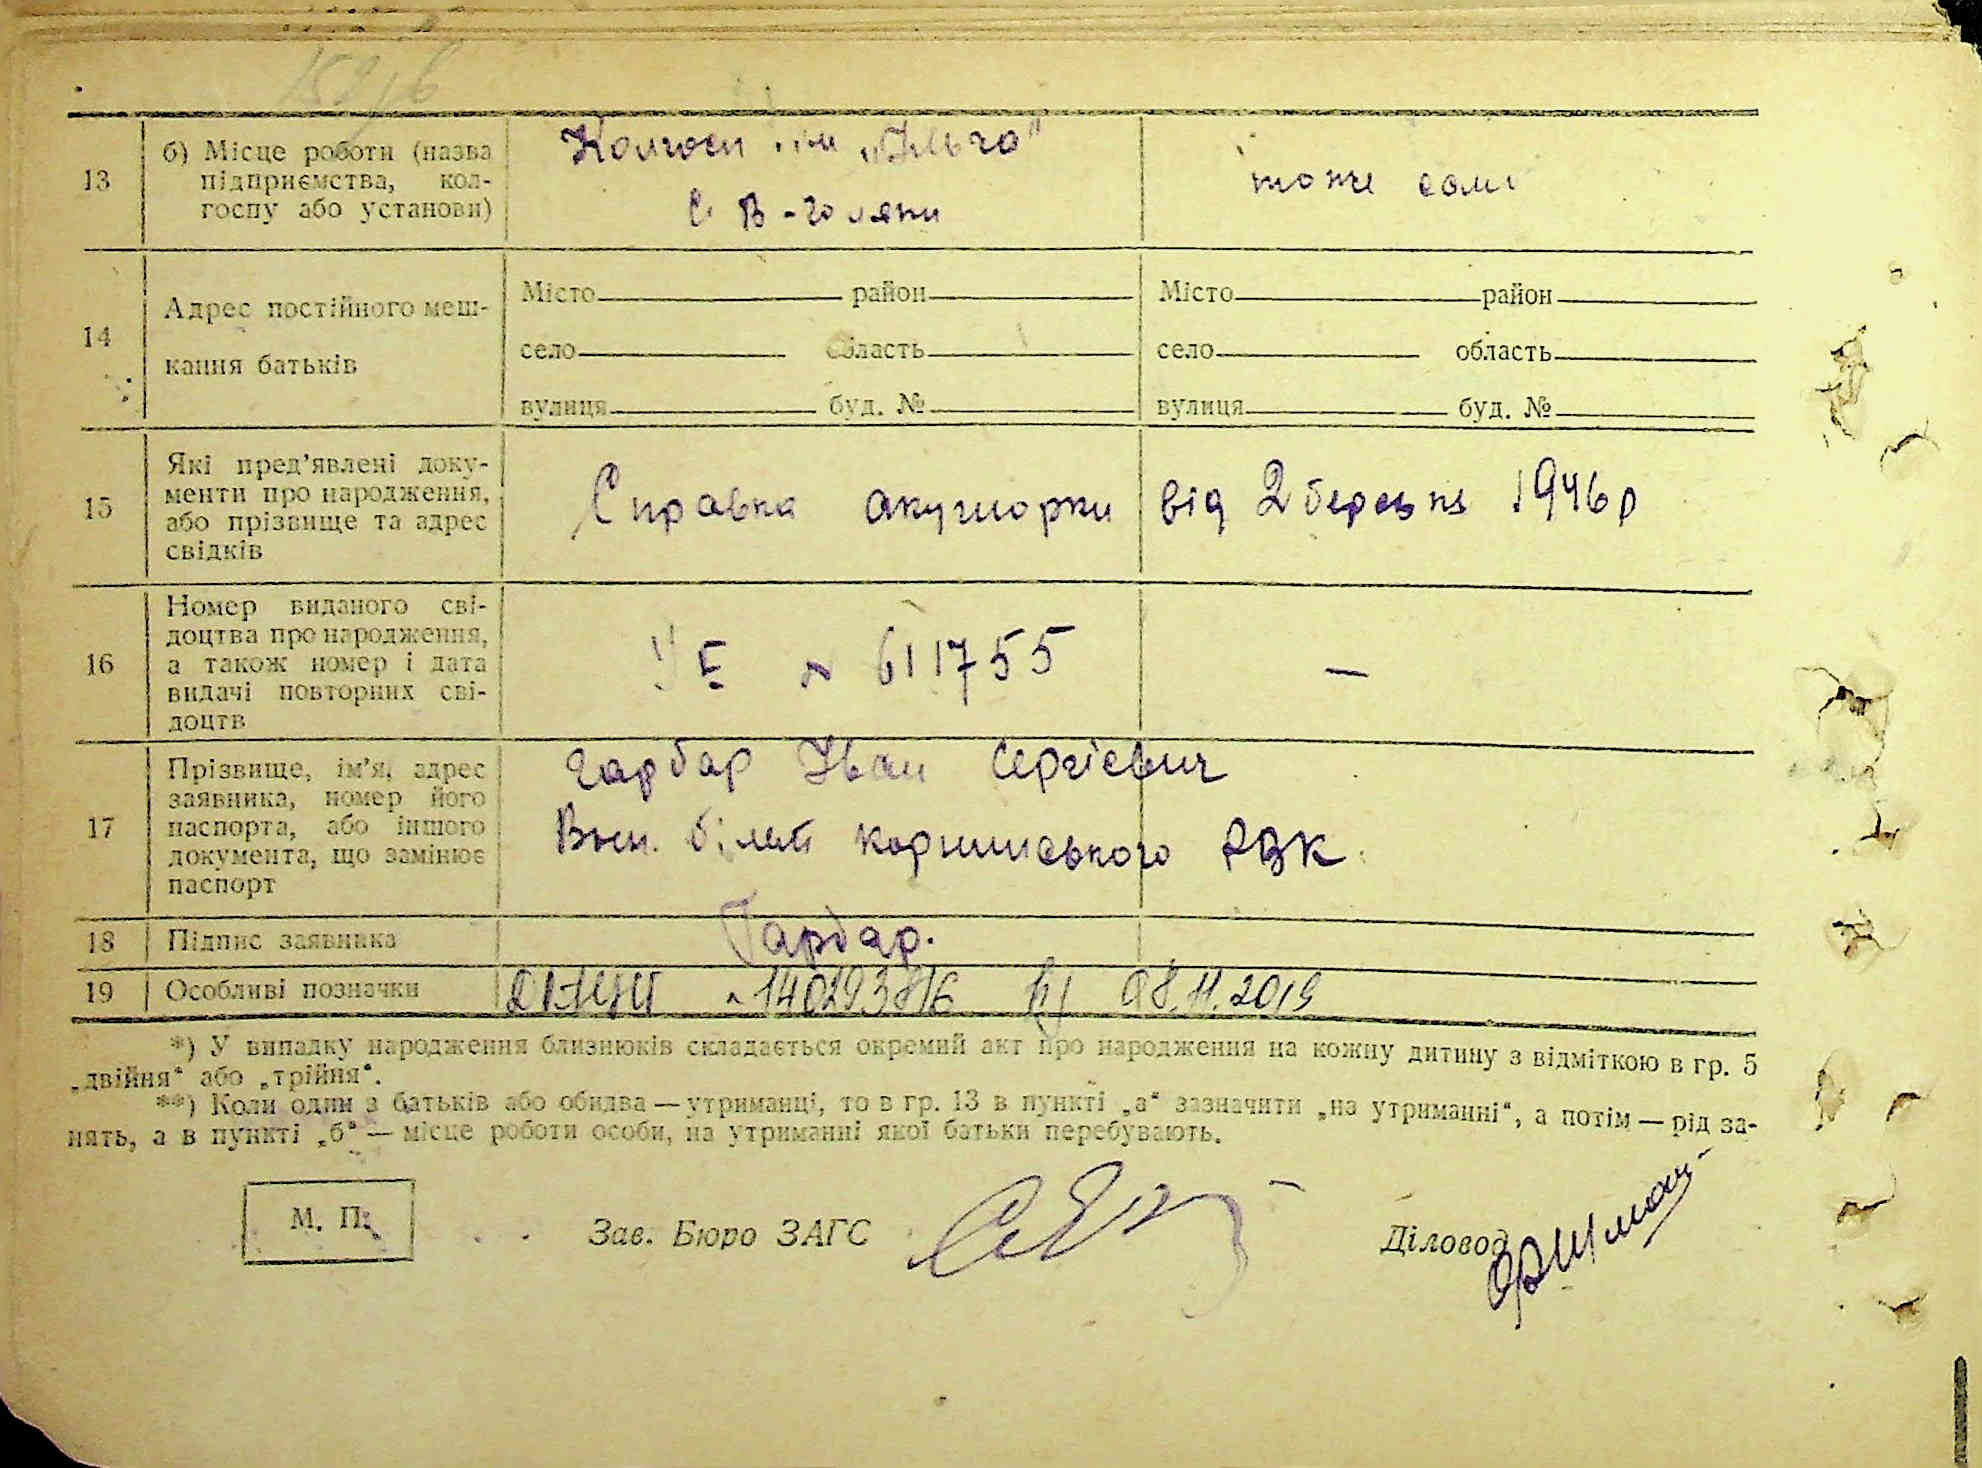 13
б) Місце роботи (назва
підприємства, кол-
госпу або установи)
Колгосп ім
с. В-Голяки
тоже саме
14
Адрес постійного меш-
кання батьків
Місто район
село область
вулиця буд. №
Місто район
село область
вулиця буд. №
15
Які пред’явлені доку-
менти про народження,
або прізвище та адрес
свідків
Справка акушорки від 2 березня 1946 р
16
Номер виданого сві-
доцтва про народження,
а також номер і дата
видачі повторних сві-
доцтв
611755
—
17
Прізвище, ім’я, адрес
заявника, номер його
паспорта, або іншого
документа, що замінює
паспорт
Гарбар Іван Сергієвич
Воєн. білет корнинського РВК
18
Підпис заявника
Гарбар.
19
Особливі позначки
08.11.2019
*) У випадку народження близнюків складається окремий акт про народження на кожну дитину з відміткою в гр. 5
„двійня“ або „трійня“.
**) Коли один з батьків або обидва — утриманці, то в гр. 13 в пункті „а“ зазначити „на утриманні“, а потім — рід за-
нять, а в пункті „б“ — місце роботи особи, на утриманні якої батьки перебувають.
М. П.
Зав. Бюро ЗАГС
Діловод